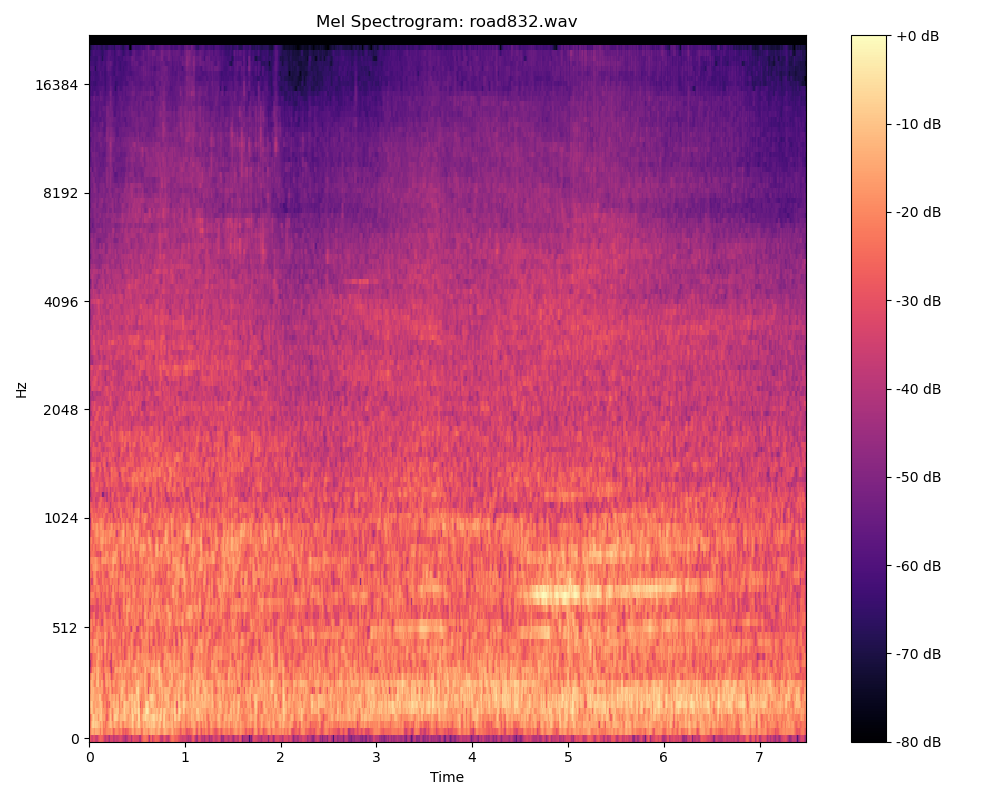 Mel Spectrogram: road832.wav
+0 dB
16384
-10 dB
8192
-20 dB
4096
-30 dB
Hz
2048
-40 dB
1024
-50 dB
512
-60 dB
-70 dB
0
-80 dB
0 1 2 3 4 5 6 7
Time